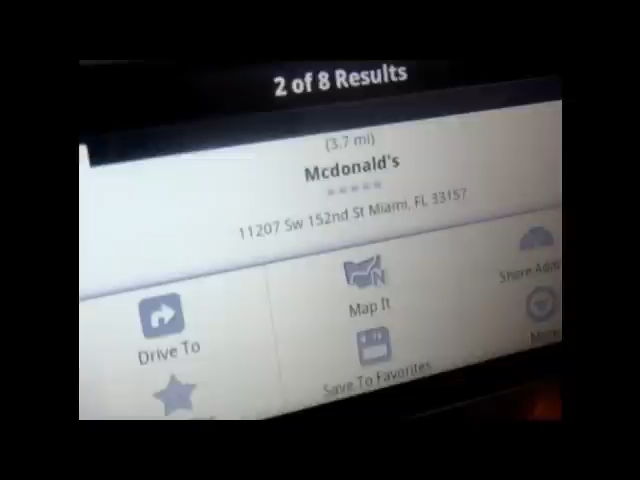 2 of 8 Results
(3.7 mi)
Mcdonald's
11207 Sw 152nd St Miami, FL 33157
Drive To
Map It
Share
Save To Favorites